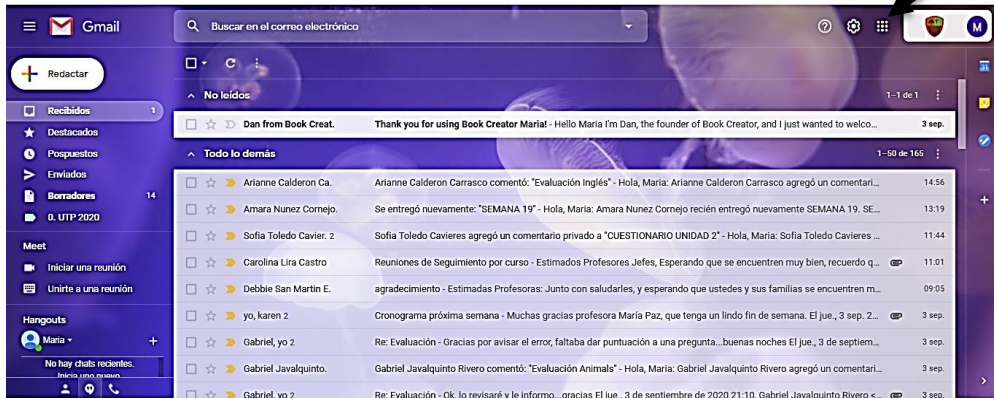 Gmail
Buscar en el correo electrónico
M
Redactar
Recibidos 1
Destacados
Pospuestos
Enviados
Borradores 14
0. UTP 2020
Meet
Iniciar una reunión
Unirte a una reunión
Hangouts
Maria
No hay chats recientes.
Inicia uno nuevo
No leídos 1–1 de 1
Dan from Book Creat. Thank you for using Book Creator Maria! - Hello Maria I'm Dan, the founder of Book Creator, and I just wanted to welco... 3 sep.
Todo lo demás 1–50 de 165
Arianne Calderon Ca. Arianne Calderon Carrasco comentó: "Evaluación Inglés" - Hola, Maria: Arianne Calderon Carrasco agregó un comentari... 14:56
Amara Nunez Cornejo. Se entregó nuevamente: "SEMANA 19" - Hola, Maria: Amara Nunez Cornejo recién entregó nuevamente SEMANA 19. SE... 13:19
Sofia Toledo Cavier. 2 Sofia Toledo Cavieres agregó un comentario privado a "CUESTIONARIO UNIDAD 2" - Hola, Maria: Sofia Toledo Cavieres ... 11:44
Carolina Lira Castro Reuniones de Seguimiento por curso - Estimados Profesores Jefes, Esperando que se encuentren muy bien, recuerdo q... 11:01
Debbie San Martin E. agradecimiento - Estimadas Profesoras: Junto con saludarles, y esperando que ustedes y sus familias se encuentren m... 09:05
yo, karen 2 Cronograma próxima semana - Muchas gracias profesora María Paz, que tenga un lindo fin de semana. El jue., 3 sep. 2... 3 sep.
Gabriel, yo 2 Re: Evaluación - Gracias por avisar el error, faltaba dar puntuación a una pregunta...buenas noches El jue., 3 de septiem... 3 sep.
Gabriel Javalquinto. Gabriel Javalquinto Rivero comentó: "Evaluación Animals" - Hola, Maria: Gabriel Javalquinto Rivero agregó un comentari... 3 sep.
Gabriel, yo 2 Re: Evaluación - Ok, lo revisaré y le informo...gracias El jue., 3 de septiembre de 2020 21:10, Gabriel Javalquinto Rivero <... 3 sep.
31